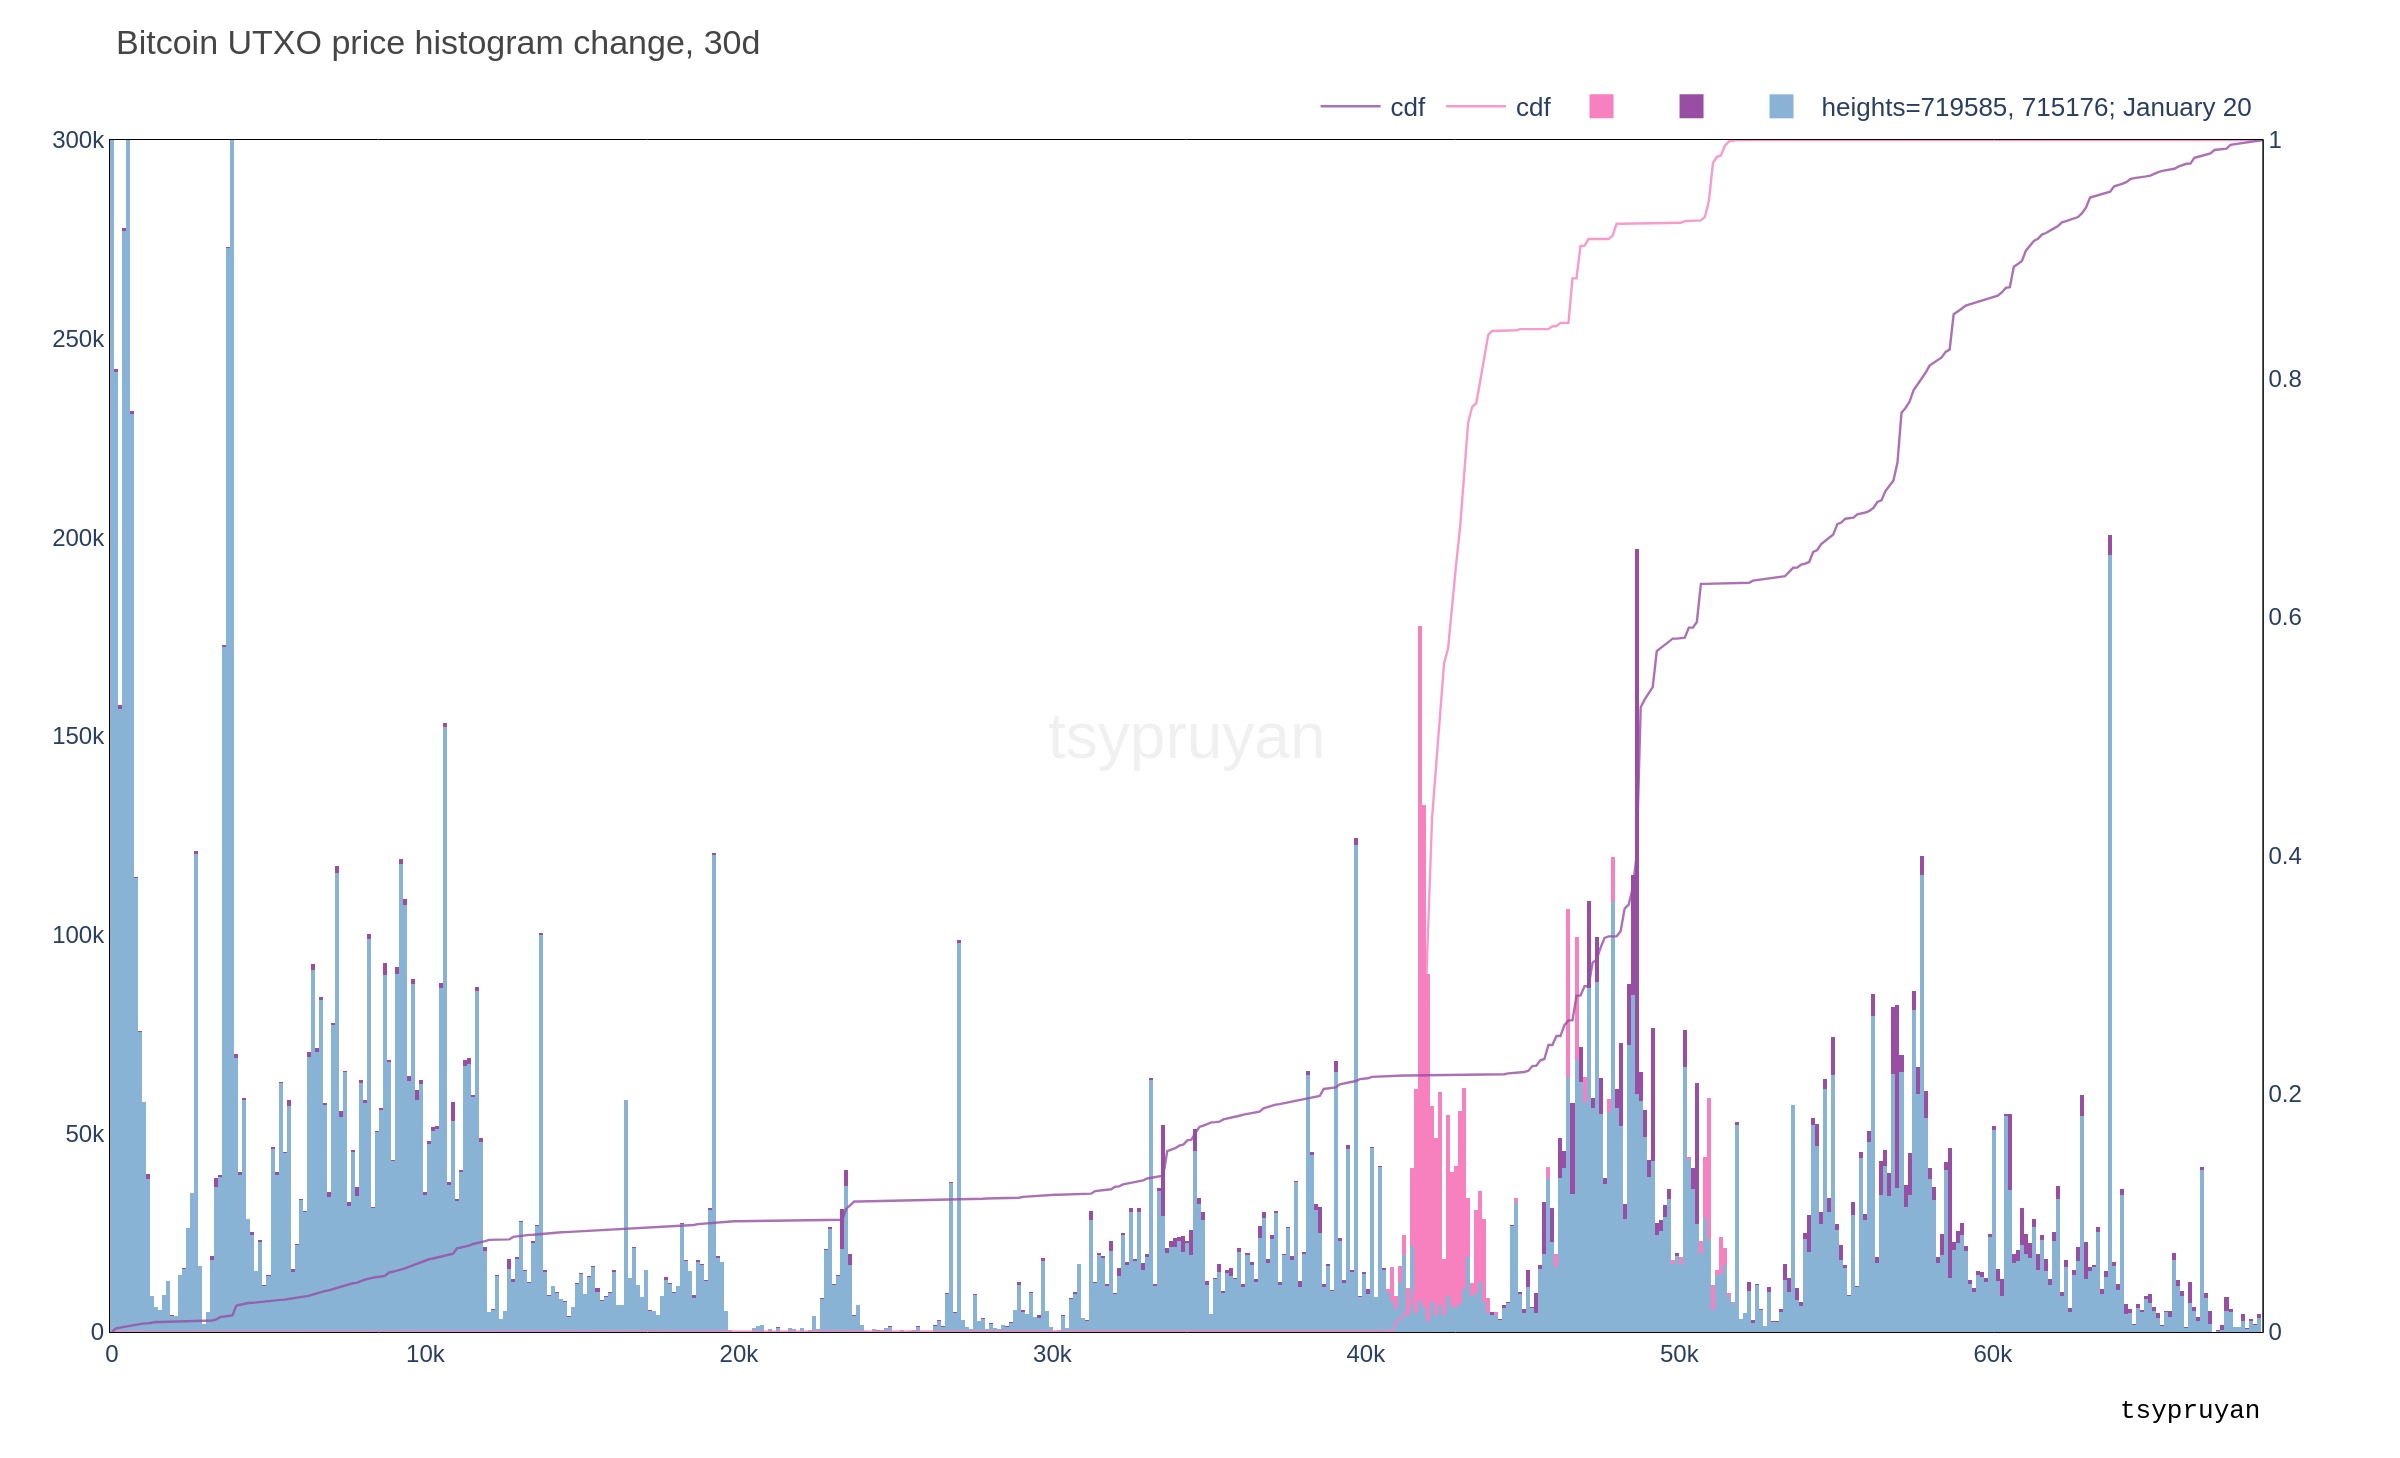 Bitcoin UTXO price histogram change, 30d
cdf cdf heights=719585, 715176; January 20
300k 1
250k
0.8
200k
0.6
150k
tsypruyan
0.4
100k
0.2
50k
0 0
0 10k 20k 30k 40k 50k 60k
tsypruyan